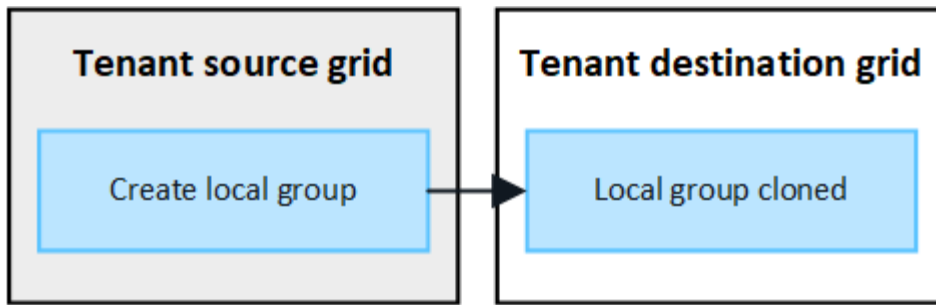 Tenant source grid
Create local group
Tenant destination grid
Local group cloned